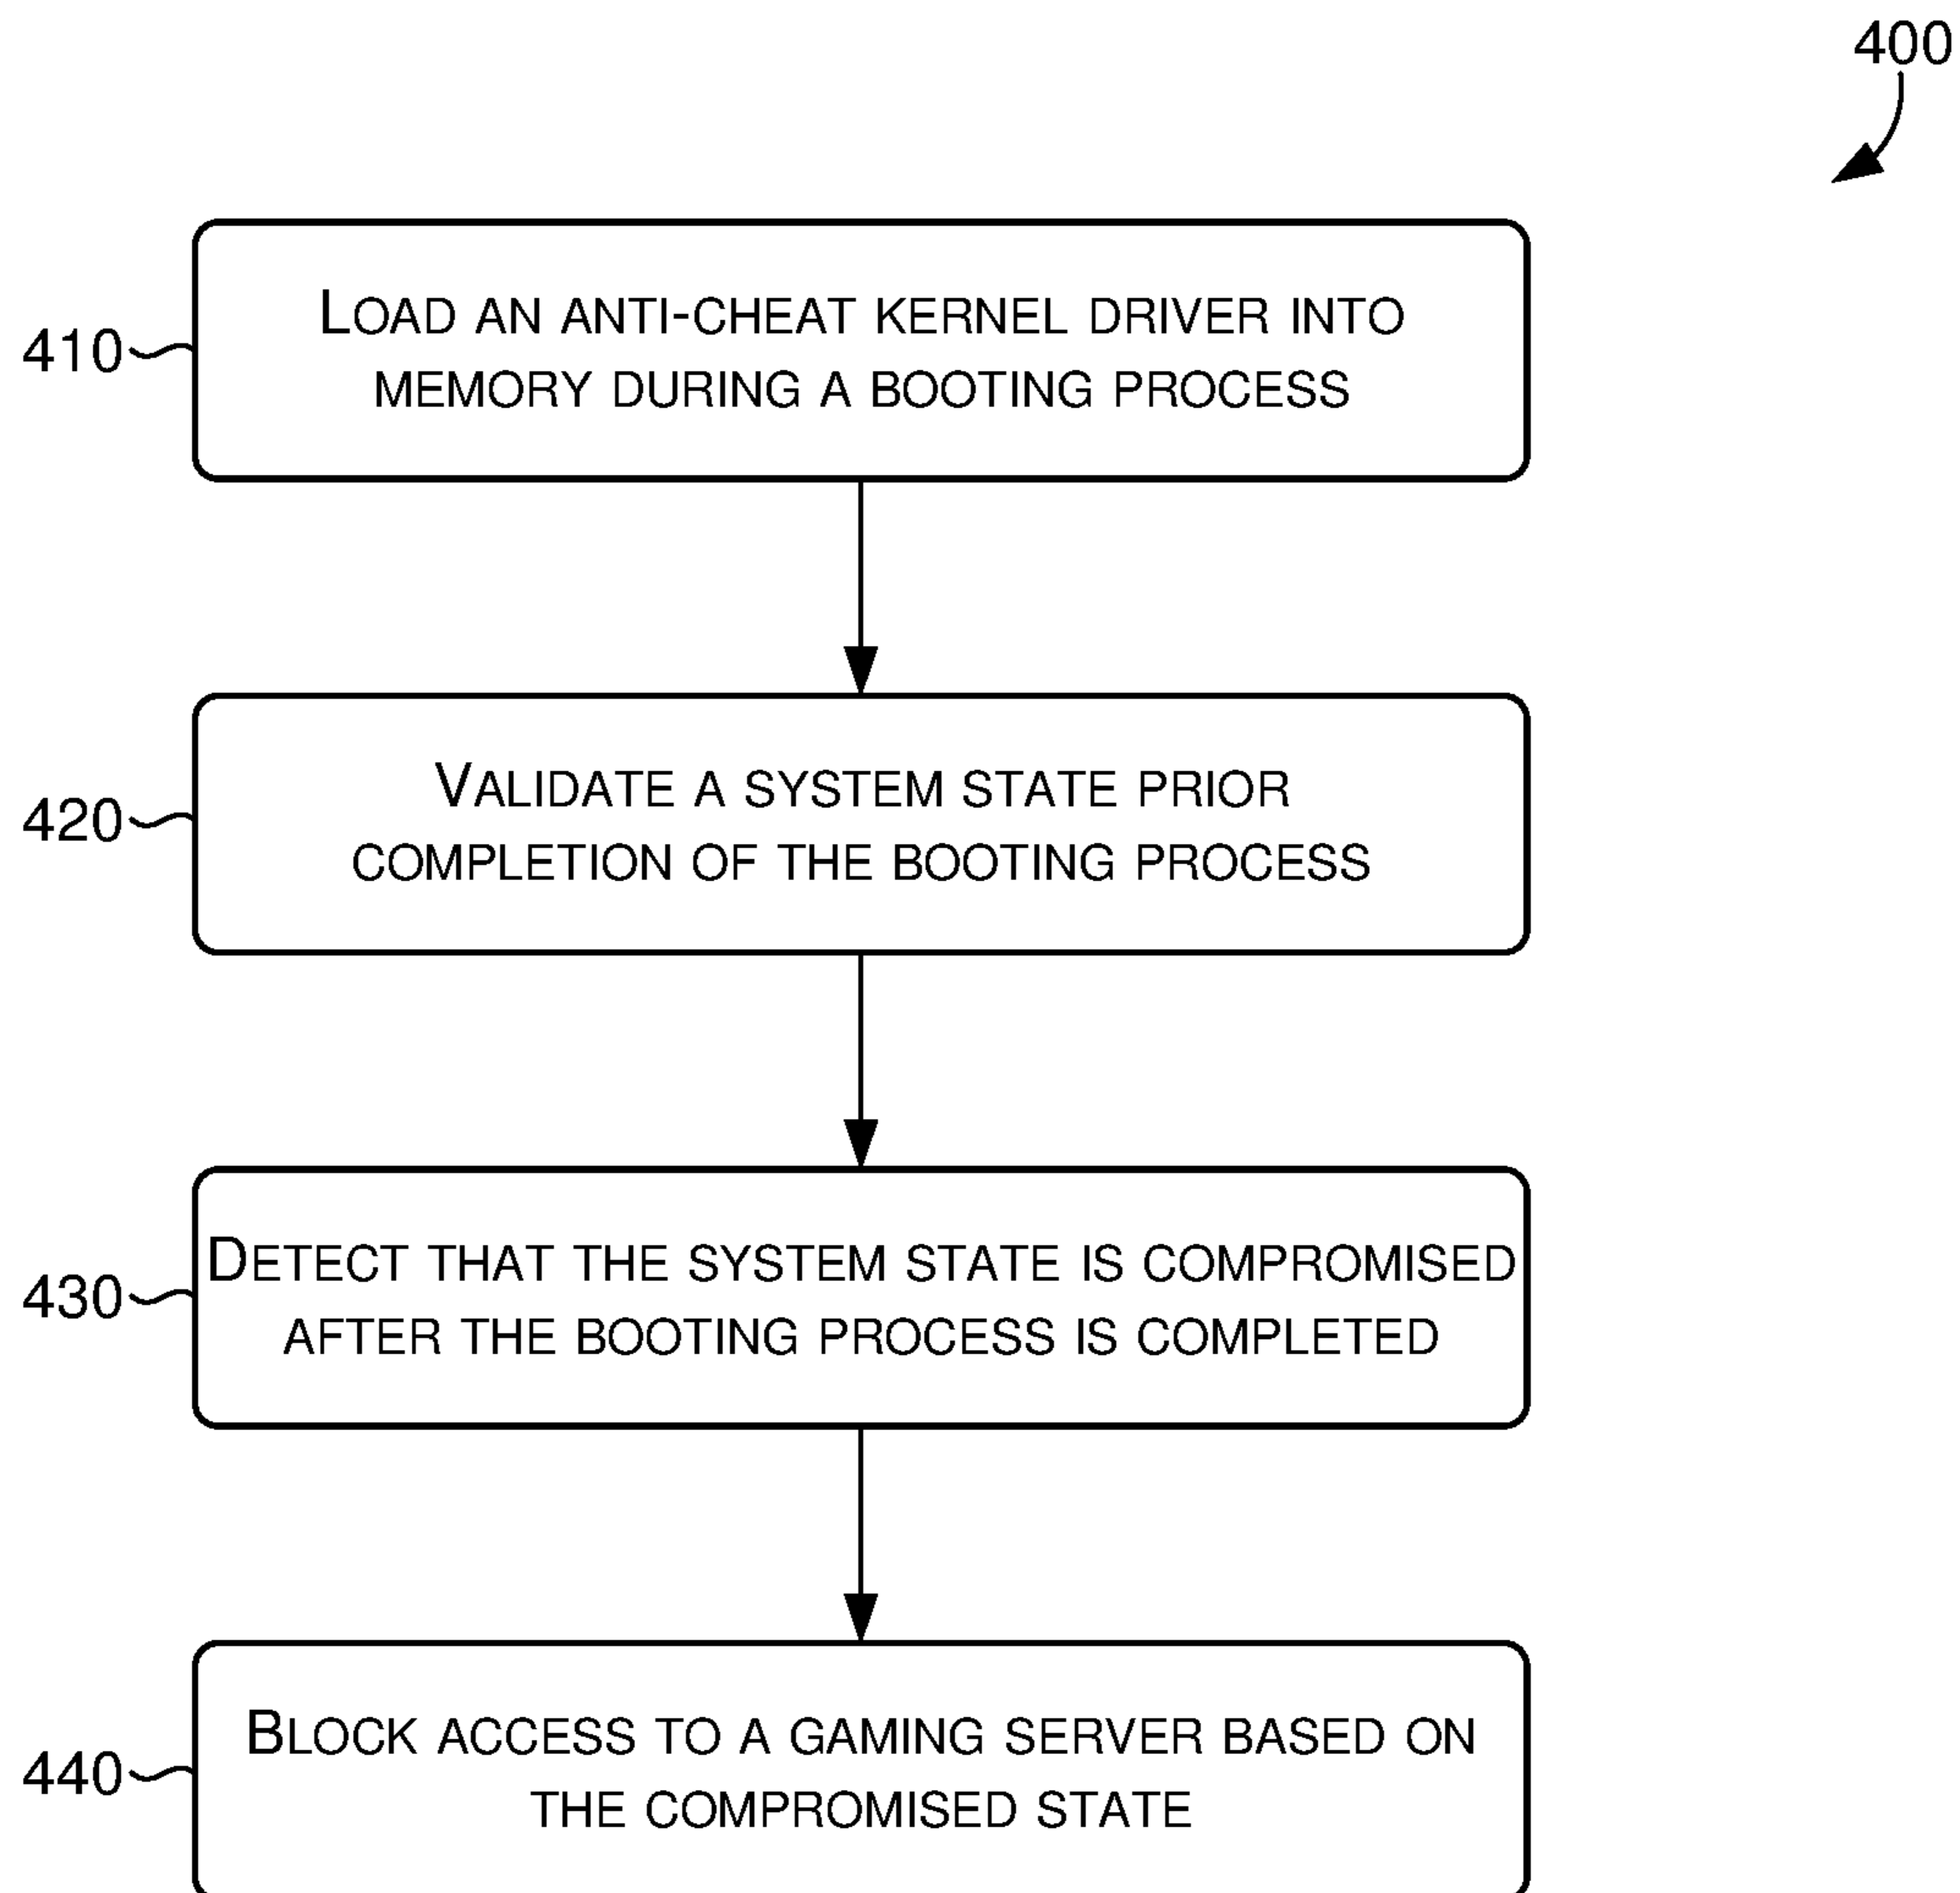 400
410
LOAD AN ANTI-CHEAT KERNEL DRIVER INTO
MEMORY DURING A BOOTING PROCESS
420
VALIDATE A SYSTEM STATE PRIOR
COMPLETION OF THE BOOTING PROCESS
430
DETECT THAT THE SYSTEM STATE IS COMPROMISED
AFTER THE BOOTING PROCESS IS COMPLETED
440
BLOCK ACCESS TO A GAMING SERVER BASED ON
THE COMPROMISED STATE